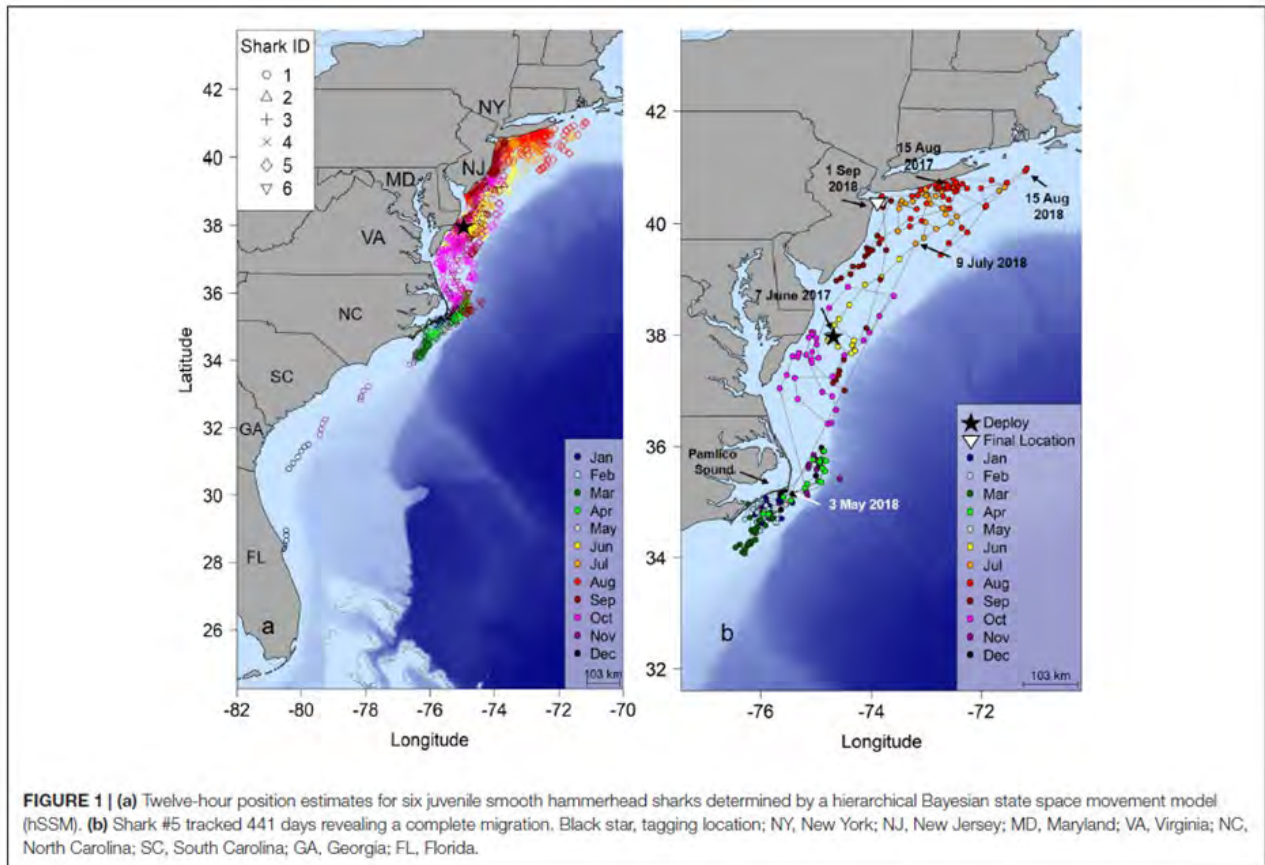 Shark ID
1
2
3
4
5
6
NY
NJ
MD
VA
NC
SC
GA
FL
a
Jan
Feb
Mar
Apr
May
Jun
Jul
Aug
Sep
Oct
Nov
Dec
103 km
42
40
38
36
34
32
30
28
26
Latitude
-82 -80 -78 -76 -74 -72 -70
Longitude
15 Aug
2017
1 Sep
2018
15 Aug
2018
9 July 2018
7 June 2017
Pamlico
Sound
3 May 2018
b
Deploy
Final Location
Jan
Feb
Mar
Apr
May
Jun
Jul
Aug
Sep
Oct
Nov
Dec
103 km
42
40
38
36
34
32
-76 -74 -72
Longitude
FIGURE 1 | (a) Twelve-hour position estimates for six juvenile smooth hammerhead sharks determined by a hierarchical Bayesian state space movement model
(hSSM). (b) Shark #5 tracked 441 days revealing a complete migration. Black star, tagging location; NY, New York; NJ, New Jersey; MD, Maryland; VA, Virginia; NC,
North Carolina; SC, South Carolina; GA, Georgia; FL, Florida.